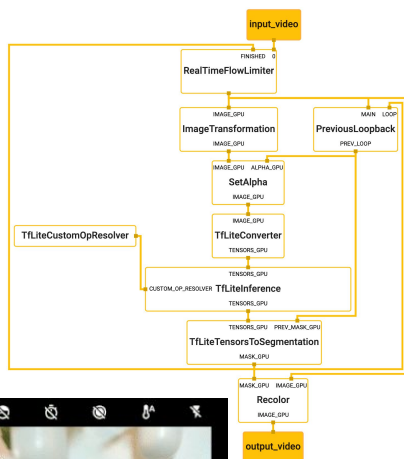 input_video
FINISHED 0
RealTimeFlowLimiter
IMAGE_GPU
ImageTransformation
IMAGE_GPU
MAIN LOOP
PreviousLoopback
PREV_LOOP
IMAGE_GPU ALPHA_GPU
SetAlpha
IMAGE_GPU
IMAGE_GPU
TfLiteConverter
TENSORS_GPU
TfLiteCustomOpResolver
TENSORS_GPU
CUSTOM_OP_RESOLVER TfLiteInference
TENSORS_GPU
TENSORS_GPU PREV_MASK_GPU
TfLiteTensorsToSegmentation
MASK_GPU
MASK_GPU IMAGE_GPU
Recolor
IMAGE_GPU
output_video
A